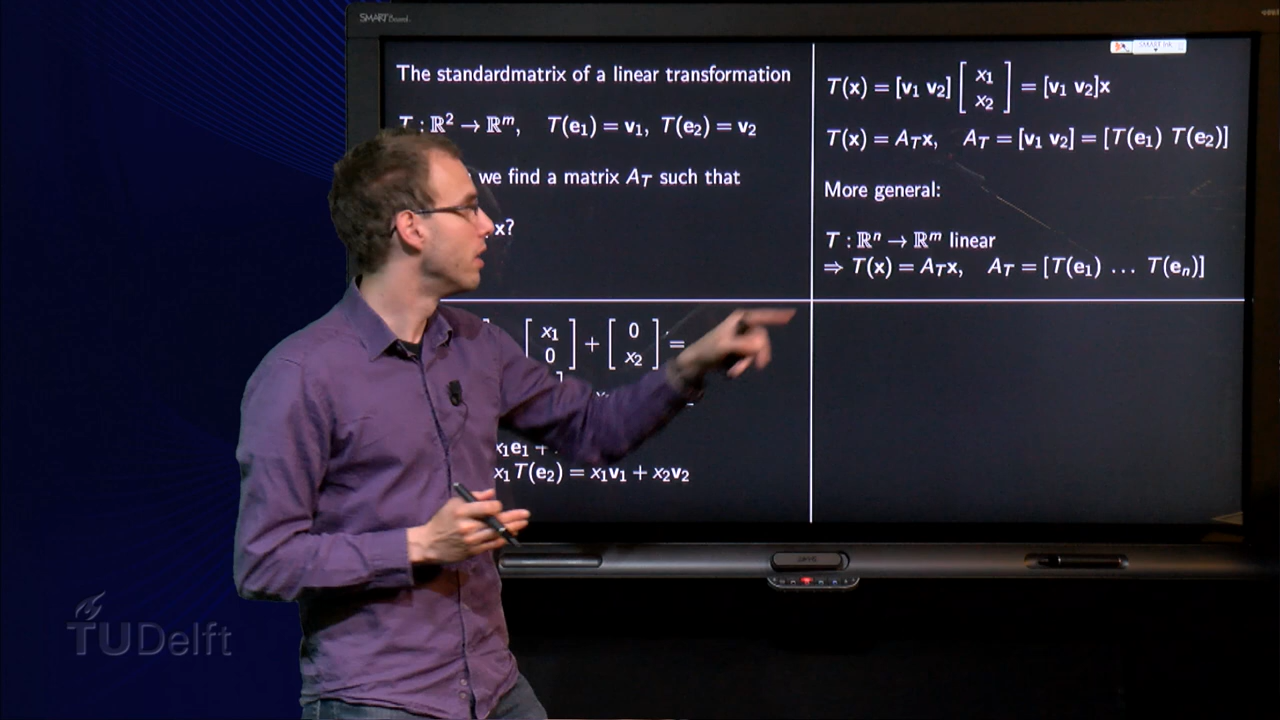 SMART Board
SMART Ink
The standardmatrix of a linear transformation
T : ℝ² → ℝᵐ, T(e₁) = v₁, T(e₂) = v₂
we find a matrix A_T such that
x?
[x₁ 0] + [0 x₂] =
x₁e₁ +
x₁T(e₂) = x₁v₁ + x₂v₂
T(x) = [v₁ v₂] [x₁ x₂] = [v₁ v₂]x
T(x) = A_T x, A_T = [v₁ v₂] = [T(e₁) T(e₂)]
More general:
T : ℝⁿ → ℝᵐ linear
⇒ T(x) = A_T x, A_T = [T(e₁) … T(eₙ)]
TUDelft